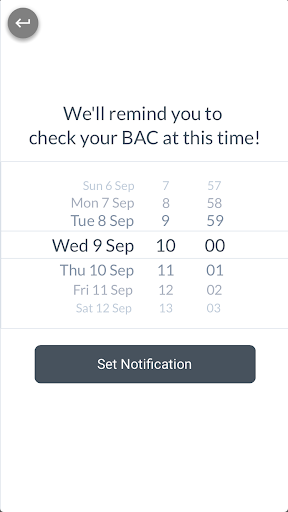 We'll remind you to
check your BAC at this time!
Sun 6 Sep 7 57
Mon 7 Sep 8 58
Tue 8 Sep 9 59
Wed 9 Sep 10 00
Thu 10 Sep 11 01
Fri 11 Sep 12 02
Sat 12 Sep 13 03
Set Notification